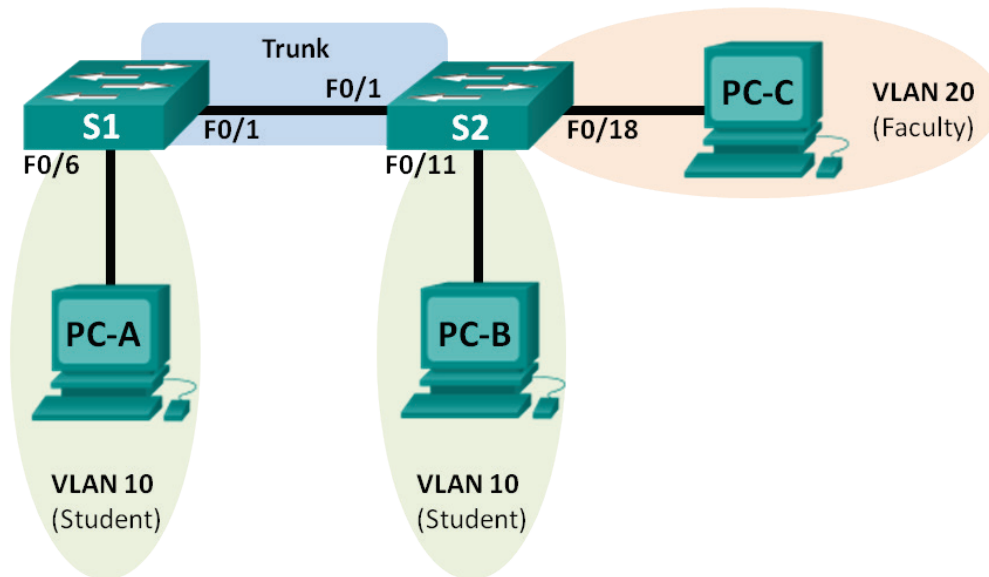 Trunk
F0/1
S1
F0/1
S2
F0/6
F0/11
F0/18
PC-C
VLAN 20
(Faculty)
PC-A
PC-B
VLAN 10
(Student)
VLAN 10
(Student)